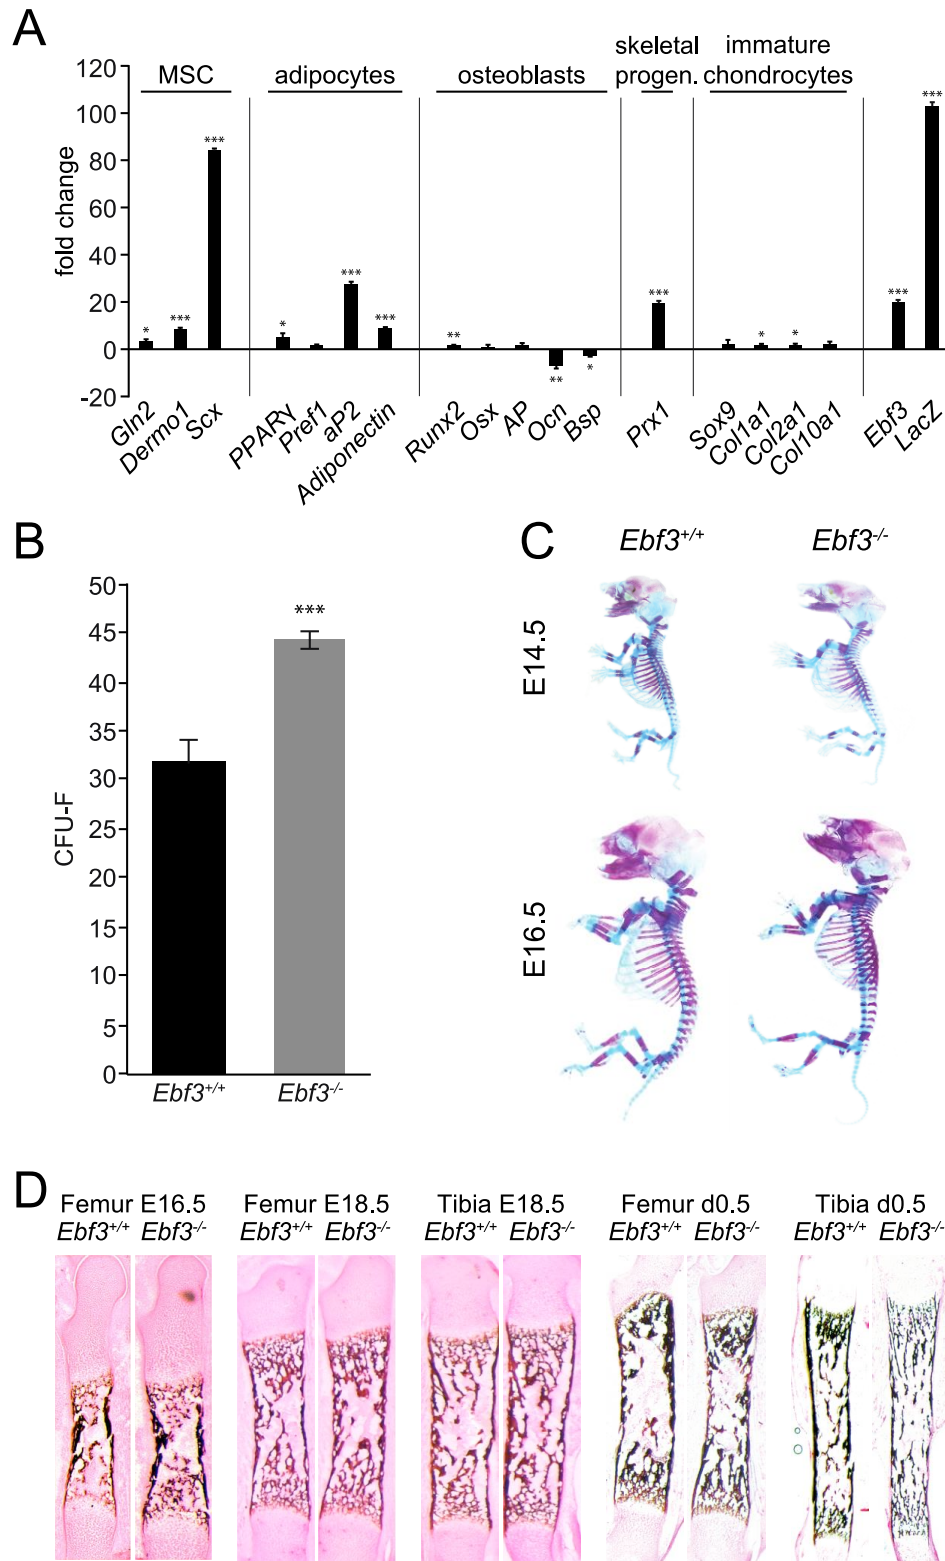 A
MSC
adipocytes
osteoblasts
skeletal
progen.
immature
chondrocytes
fold change
120
100
80
60
40
20
0
-20
*
***
***
*
***
***
**
**
*
***
*
*
***
***
Gln2
Dermo1
Scx
PPARγ
Pref1
aP2
Adiponectin
Runx2
Osx
AP
Ocn
Bsp
Prx1
Sox9
Col1a1
Col2a1
Col10a1
Ebf3
LacZ
B
CFU-F
50
45
40
35
30
25
20
15
10
5
0
***
Ebf3+/+
Ebf3-/-
C
Ebf3+/+
Ebf3-/-
E14.5
E16.5
D
Femur E16.5
Ebf3+/+ Ebf3-/-
Femur E18.5
Ebf3+/+ Ebf3-/-
Tibia E18.5
Ebf3+/+ Ebf3-/-
Femur d0.5
Ebf3+/+ Ebf3-/-
Tibia d0.5
Ebf3+/+ Ebf3-/-